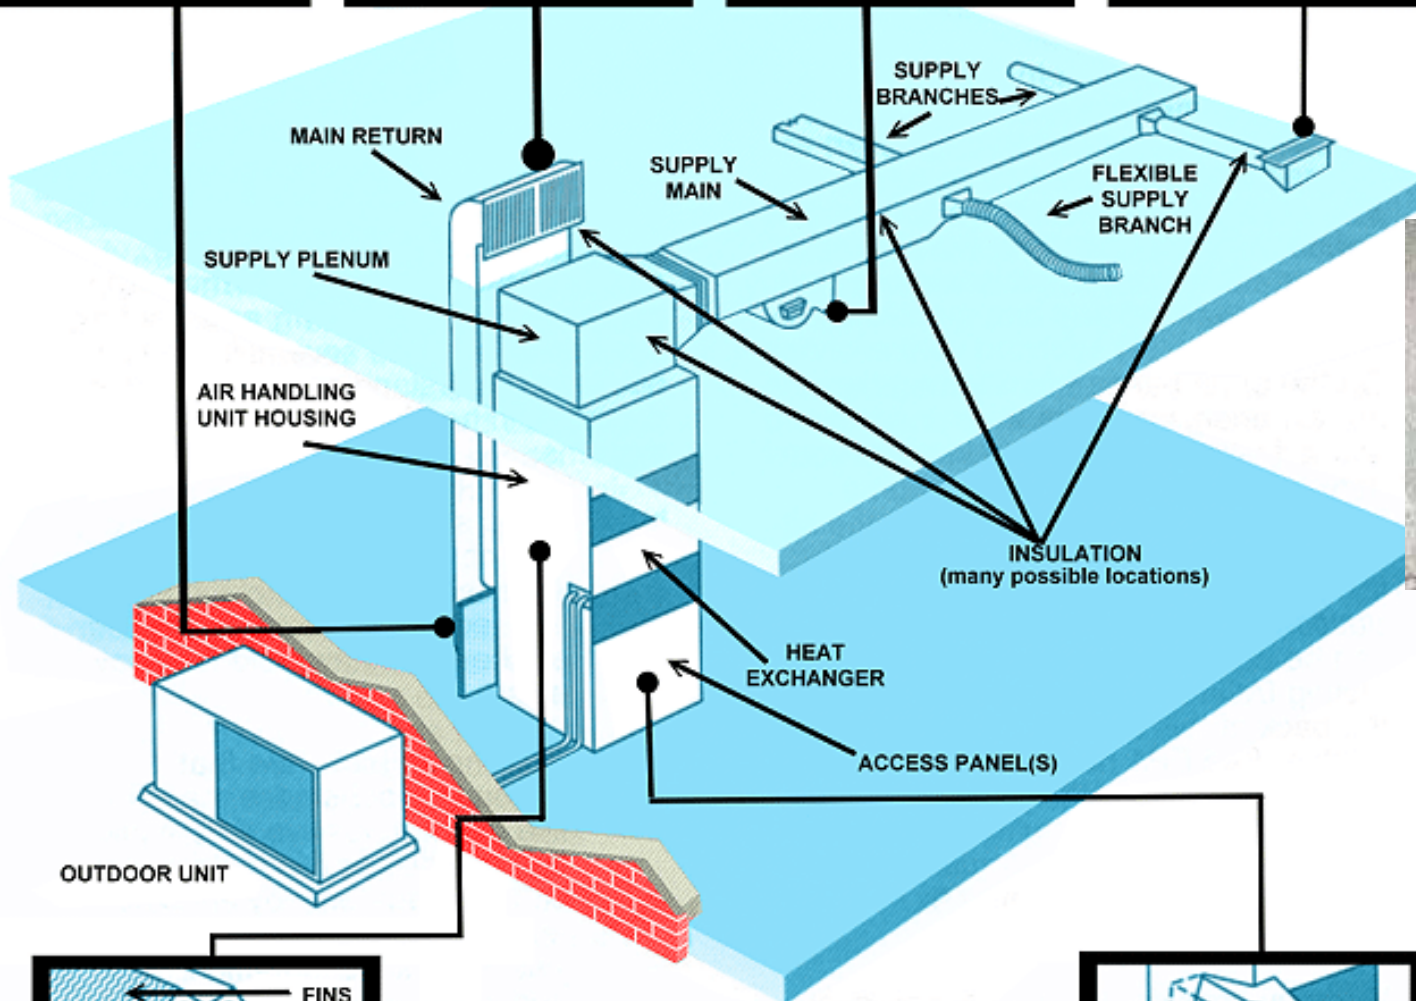 SUPPLY
BRANCHES
MAIN RETURN
SUPPLY
MAIN
FLEXIBLE
SUPPLY
BRANCH
SUPPLY PLENUM
AIR HANDLING
UNIT HOUSING
INSULATION
(many possible locations)
HEAT
EXCHANGER
ACCESS PANEL(S)
OUTDOOR UNIT
FINS